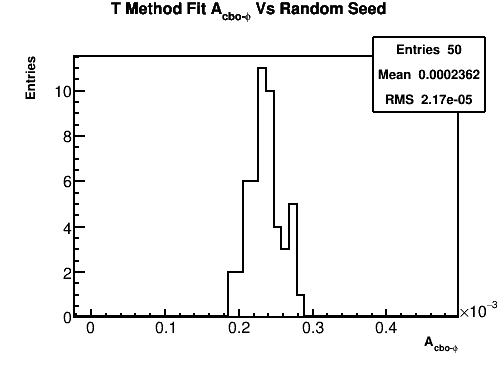 T Method Fit A_cbo-ϕ Vs Random Seed
Entries 50
Mean 0.0002362
RMS 2.17e-05
Entries
10
8
6
4
2
0
0 0.1 0.2 0.3 0.4
×10⁻³
A_cbo-ϕ